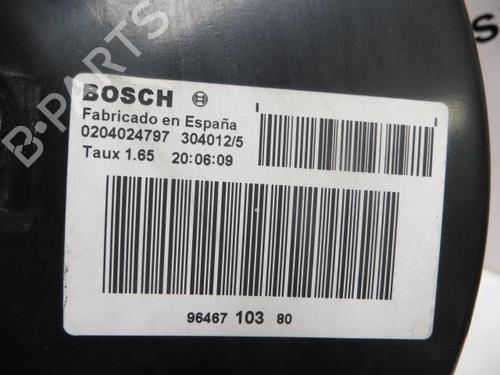 BOSCH
Fabricado en España
0204024797 304012/5
Taux 1.65 20:06:09
96467 103 80
B-PARTS